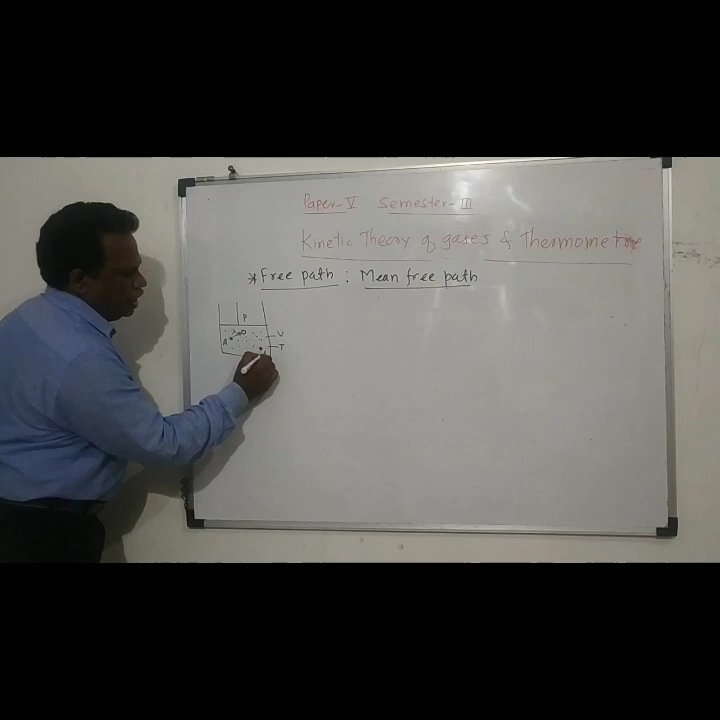 Paper-V Semester-III
Kinetic Theory of gases & Thermometry
* Free path : Mean free path
P
V
A
T